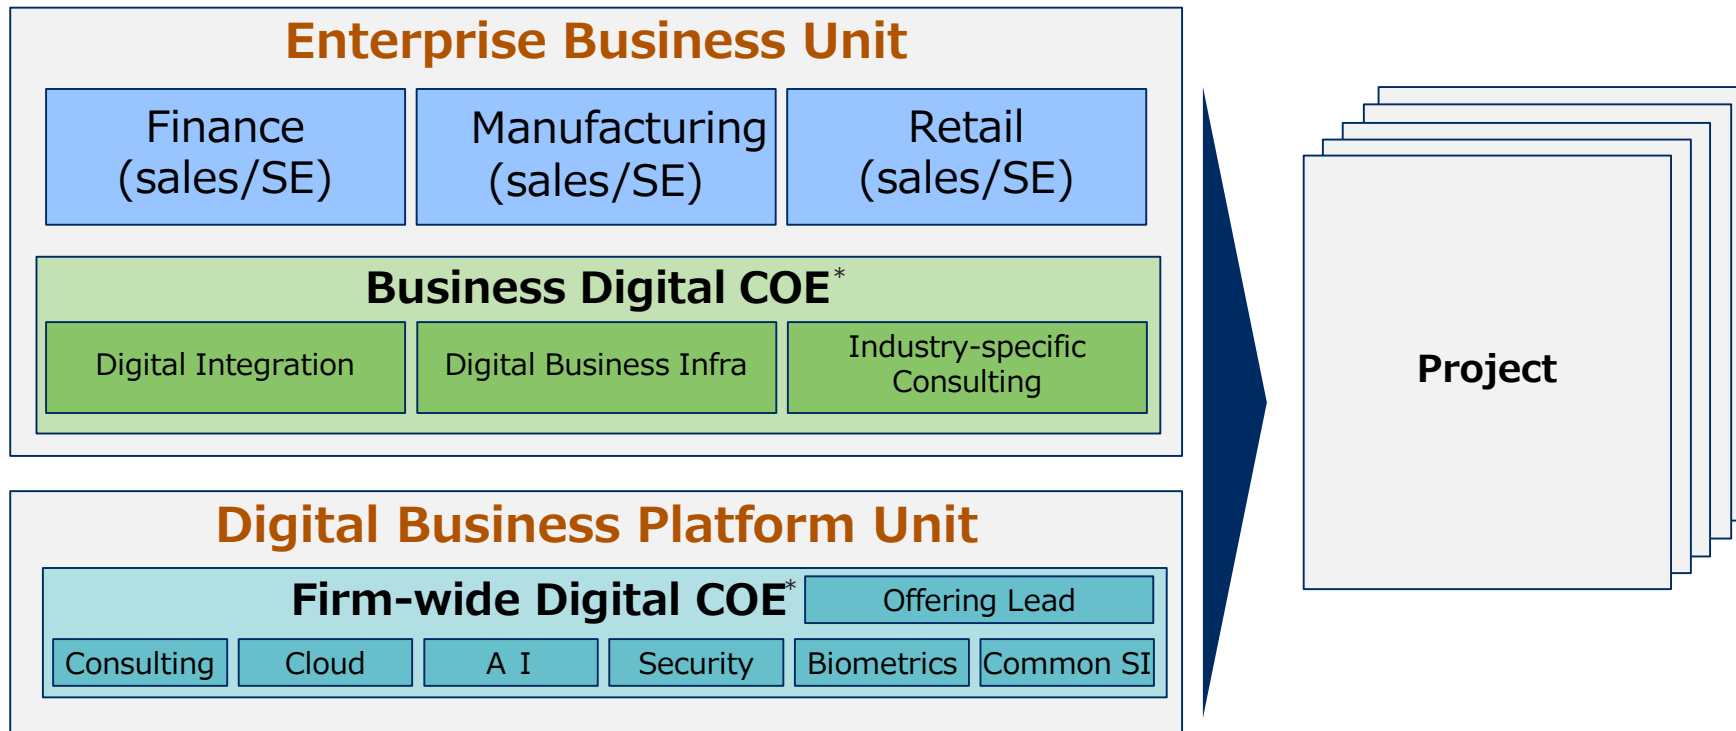 Enterprise Business Unit
Finance
(sales/SE)
Manufacturing
(sales/SE)
Retail
(sales/SE)
Business Digital COE*
Digital Integration
Digital Business Infra
Industry-specific
Consulting
Digital Business Platform Unit
Firm-wide Digital COE*
Offering Lead
Consulting
Cloud
A I
Security
Biometrics
Common SI
Project